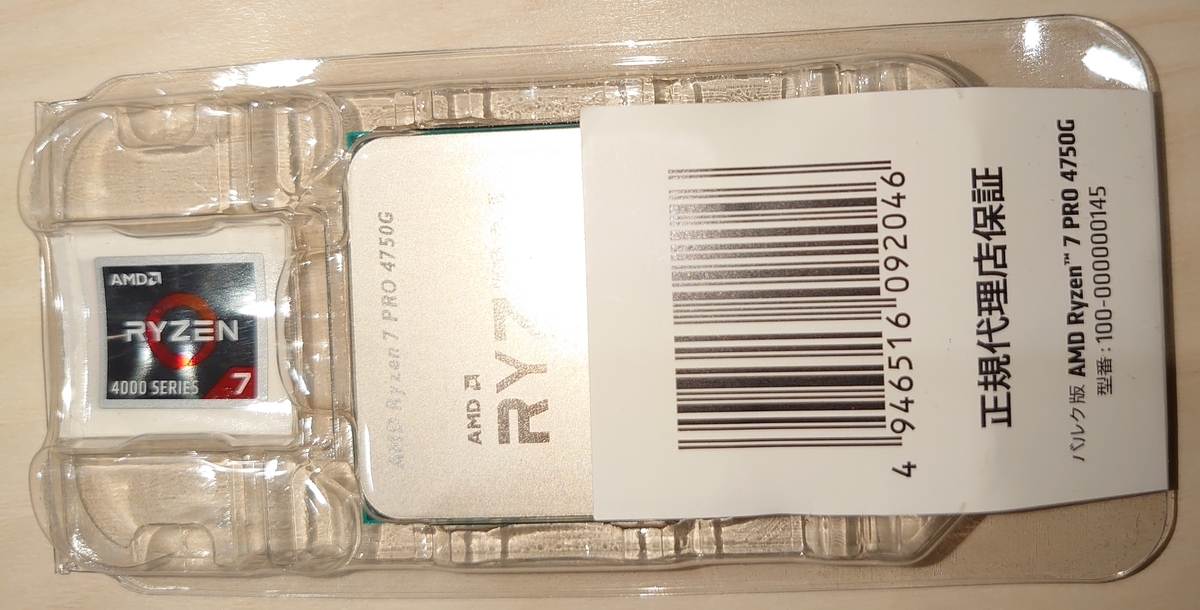 AMD
RYZEN
4000 SERIES 7
AMD Ryzen 7 PRO 4750G
AMD
RYZ
4 946516 092046
正規代理店保証
バルク版 AMD Ryzen™ 7 PRO 4750G
型番：100-000000145